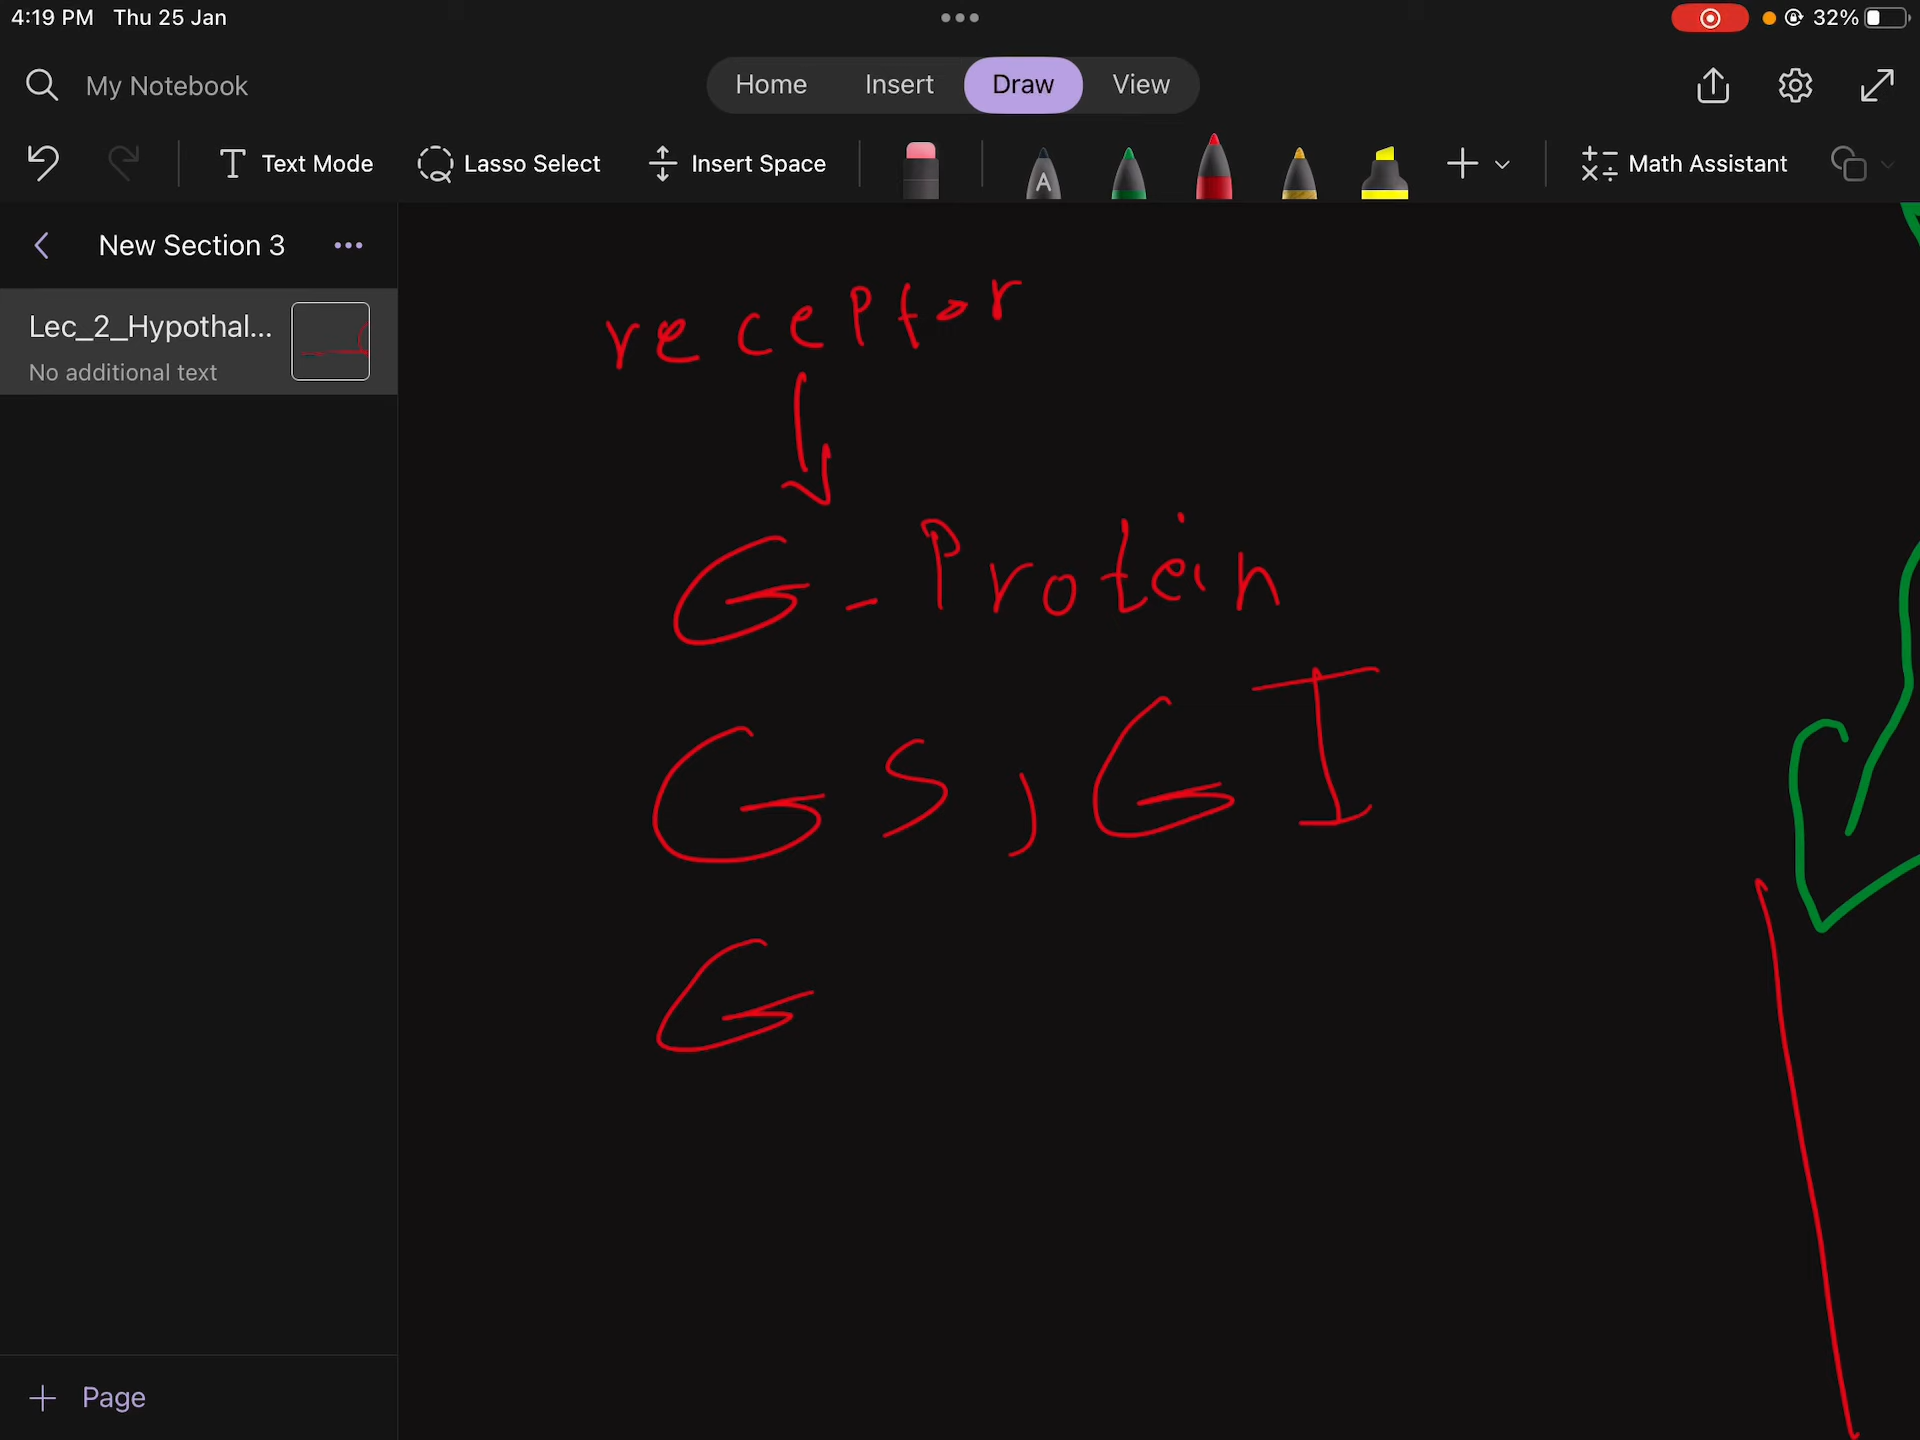 4:19 PM Thu 25 Jan 32%
My Notebook Home Insert Draw View
Text Mode Lasso Select Insert Space A Math Assistant
New Section 3
Lec_2_Hypothal...
No additional text
receptor
G-Protein
Gs, GI
G
Page